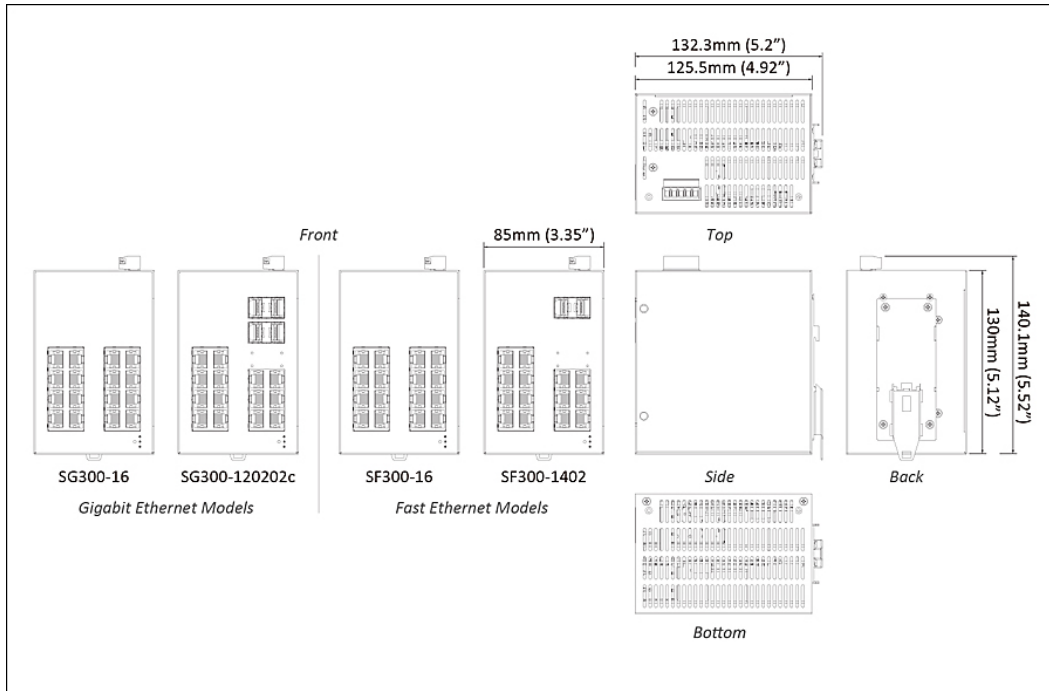 132.3mm (5.2”)
125.5mm (4.92”)
Front
85mm (3.35”)
Top
130mm (5.12”)
140.1mm (5.52”)
SG300-16
SG300-120202c
SF300-16
SF300-1402
Side
Back
Gigabit Ethernet Models
Fast Ethernet Models
Bottom